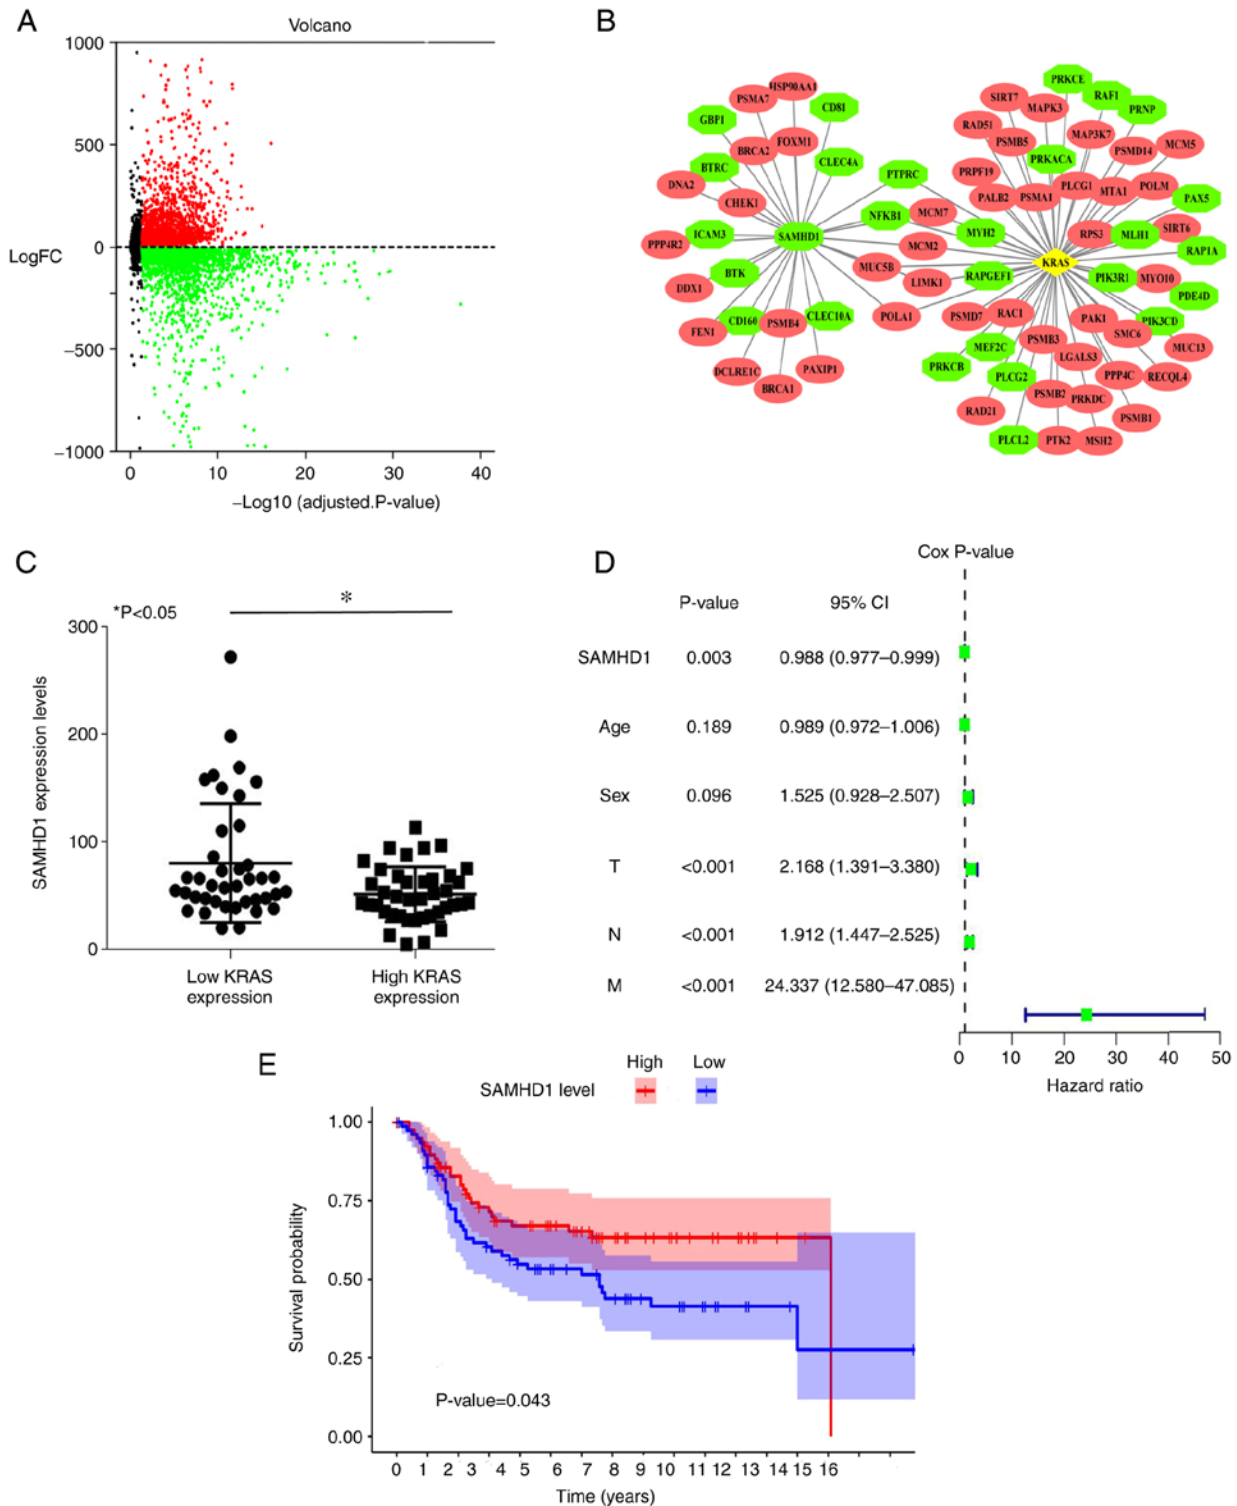 A
Volcano
1000
500
0
−500
−1000
LogFC
0
10
20
30
40
−Log10 (adjusted.P-value)
B
HSP90AA1
PSMA7
CD8I
GBP1
BRCA2
FOXM1
BTRC
CLEC4A
DNA2
CHEK1
PTPRC
NFKB1
MCM7
ICAM3
SAMHD1
PPP4R2
MCM2
MYH2
BTK
MUC5B
DDX1
LIMK1
RAPGEF1
CD160
PSMB4
CLEC10A
POLA1
FEN1
DCLRE1C
BRCA1
PAXIP1
PRKCE
SIRT7
MAPK3
RAF1
PRNP
RAD51
PSMB5
MAP3K7
PSMD14
MCM5
PRKACA
PRPF19
PALB2
PSMA1
PLCG1
MTA1
POLM
PAX5
RPS3
MLH1
SIRT6
RAP1A
KRAS
PIK3R1
MYO10
PDE4D
PSMD7
RAC1
PAK1
PIK3CD
SMC6
MUC13
MEF2C
PSMB3
LGALS3
PRKCB
PLCG2
PPP4C
RECQL4
PSMB2
PRKDC
RAD21
PSMB1
PLCL2
PTK2
MSH2
C
*P<0.05
*
300
200
100
0
SAMHD1 expression levels
Low KRAS
expression
High KRAS
expression
D
Cox P-value
P-value 95% CI
SAMHD1 0.003 0.988 (0.977–0.999)
Age 0.189 0.989 (0.972–1.006)
Sex 0.096 1.525 (0.928–2.507)
T <0.001 2.168 (1.391–3.380)
N <0.001 1.912 (1.447–2.525)
M <0.001 24.337 (12.580–47.085)
0 10 20 30 40 50
Hazard ratio
E
High Low
SAMHD1 level
1.00
0.75
0.50
0.25
0.00
Survival probability
P-value=0.043
0 1 2 3 4 5 6 7 8 9 10 11 12 13 14 15 16
Time (years)